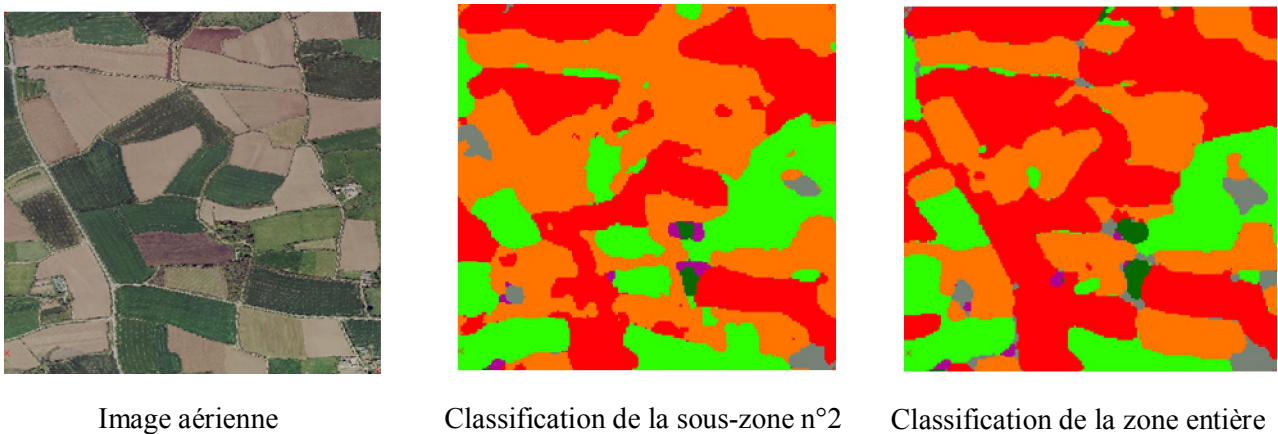 Image aérienne
Classification de la sous-zone n°2
Classification de la zone entière